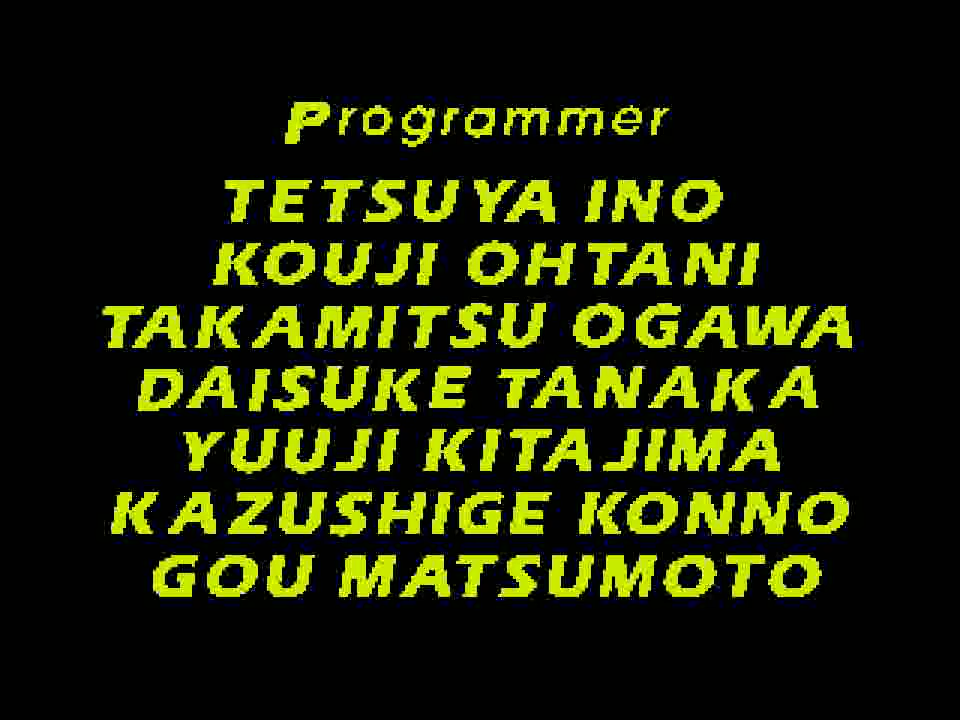 Programmer
TETSUYA INO
KOUJI OHTANI
TAKAMITSU OGAWA
DAISUKE TANAKA
YUUJI KITAJIMA
KAZUSHIGE KONNO
GOU MATSUMOTO